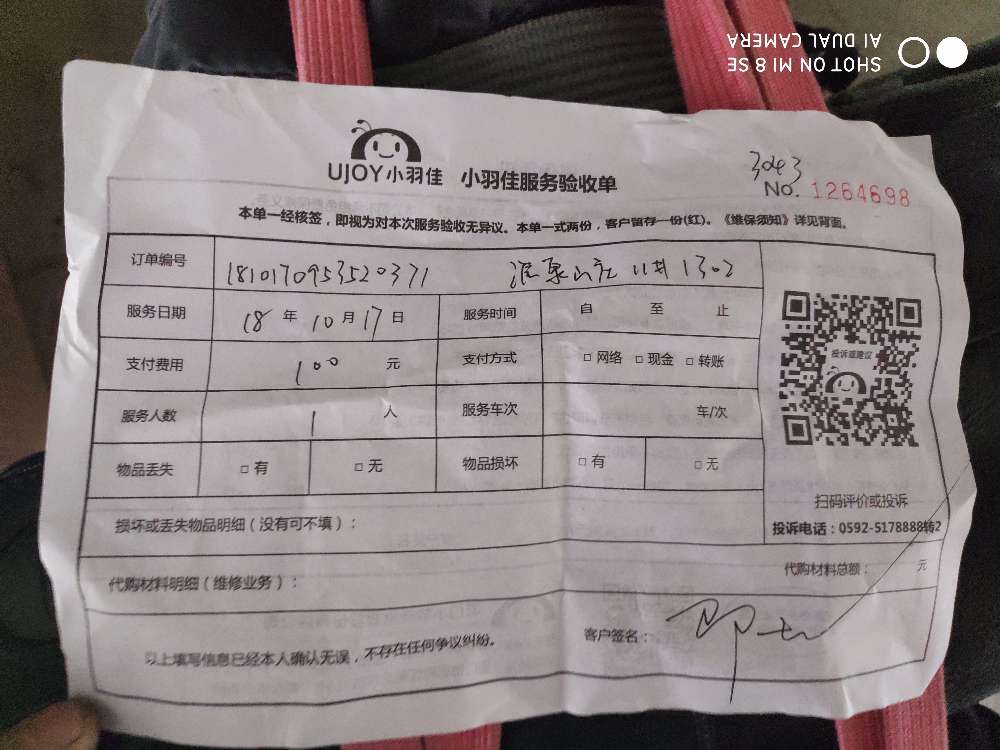 SHOT ON MI 8 SE
AI DUAL CAMERA
UJOY小羽佳 小羽佳服务验收单
3043
No. 1264698
本单一经核签，即视为对本次服务验收无异议。本单一式两份，客户留存一份(红)。《维保须知》详见背面。
订单编号 1810170953520371 1302
服务日期 18 年 10 月 17 日 服务时间 自 至 止
支付费用 100 元 支付方式 □ 网络 □ 现金 □ 转账
服务人数 1 人 服务车次 车/次
物品丢失 □ 有 □ 无 物品损坏 □ 有 □ 无
投诉或建议
扫码评价或投诉
投诉电话：0592-5178888转2
损坏或丢失物品明细（没有可不填）：
代购材料明细（维修业务）：
代购材料总额： 元
以上填写信息已经本人确认无误，不存在任何争议纠纷。
客户签名：